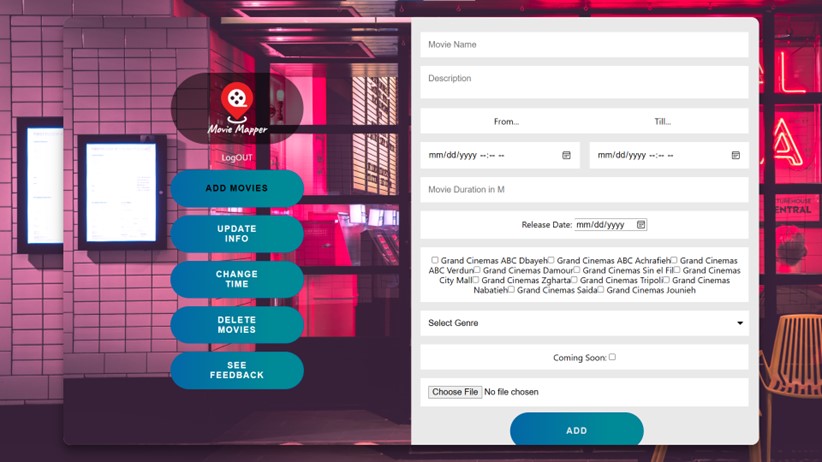 Movie Mapper
LogOUT
ADD MOVIES
UPDATE
INFO
CHANGE
TIME
DELETE
MOVIES
SEE
FEEDBACK
Movie Name
Description
From... Till...
mm/dd/yyyy --:-- -- mm/dd/yyyy --:-- --
Movie Duration in M
Release Date: mm/dd/yyyy
Grand Cinemas ABC Dbayeh Grand Cinemas ABC Achrafieh Grand Cinemas
ABC Verdun Grand Cinemas Damour Grand Cinemas Sin el Fil Grand Cinemas
City Mall Grand Cinemas Zgharta Grand Cinemas Tripoli Grand Cinemas
Nabatieh Grand Cinemas Saida Grand Cinemas Jounieh
Select Genre
Coming Soon:
Choose File No file chosen
ADD
L
A
ENTRAL